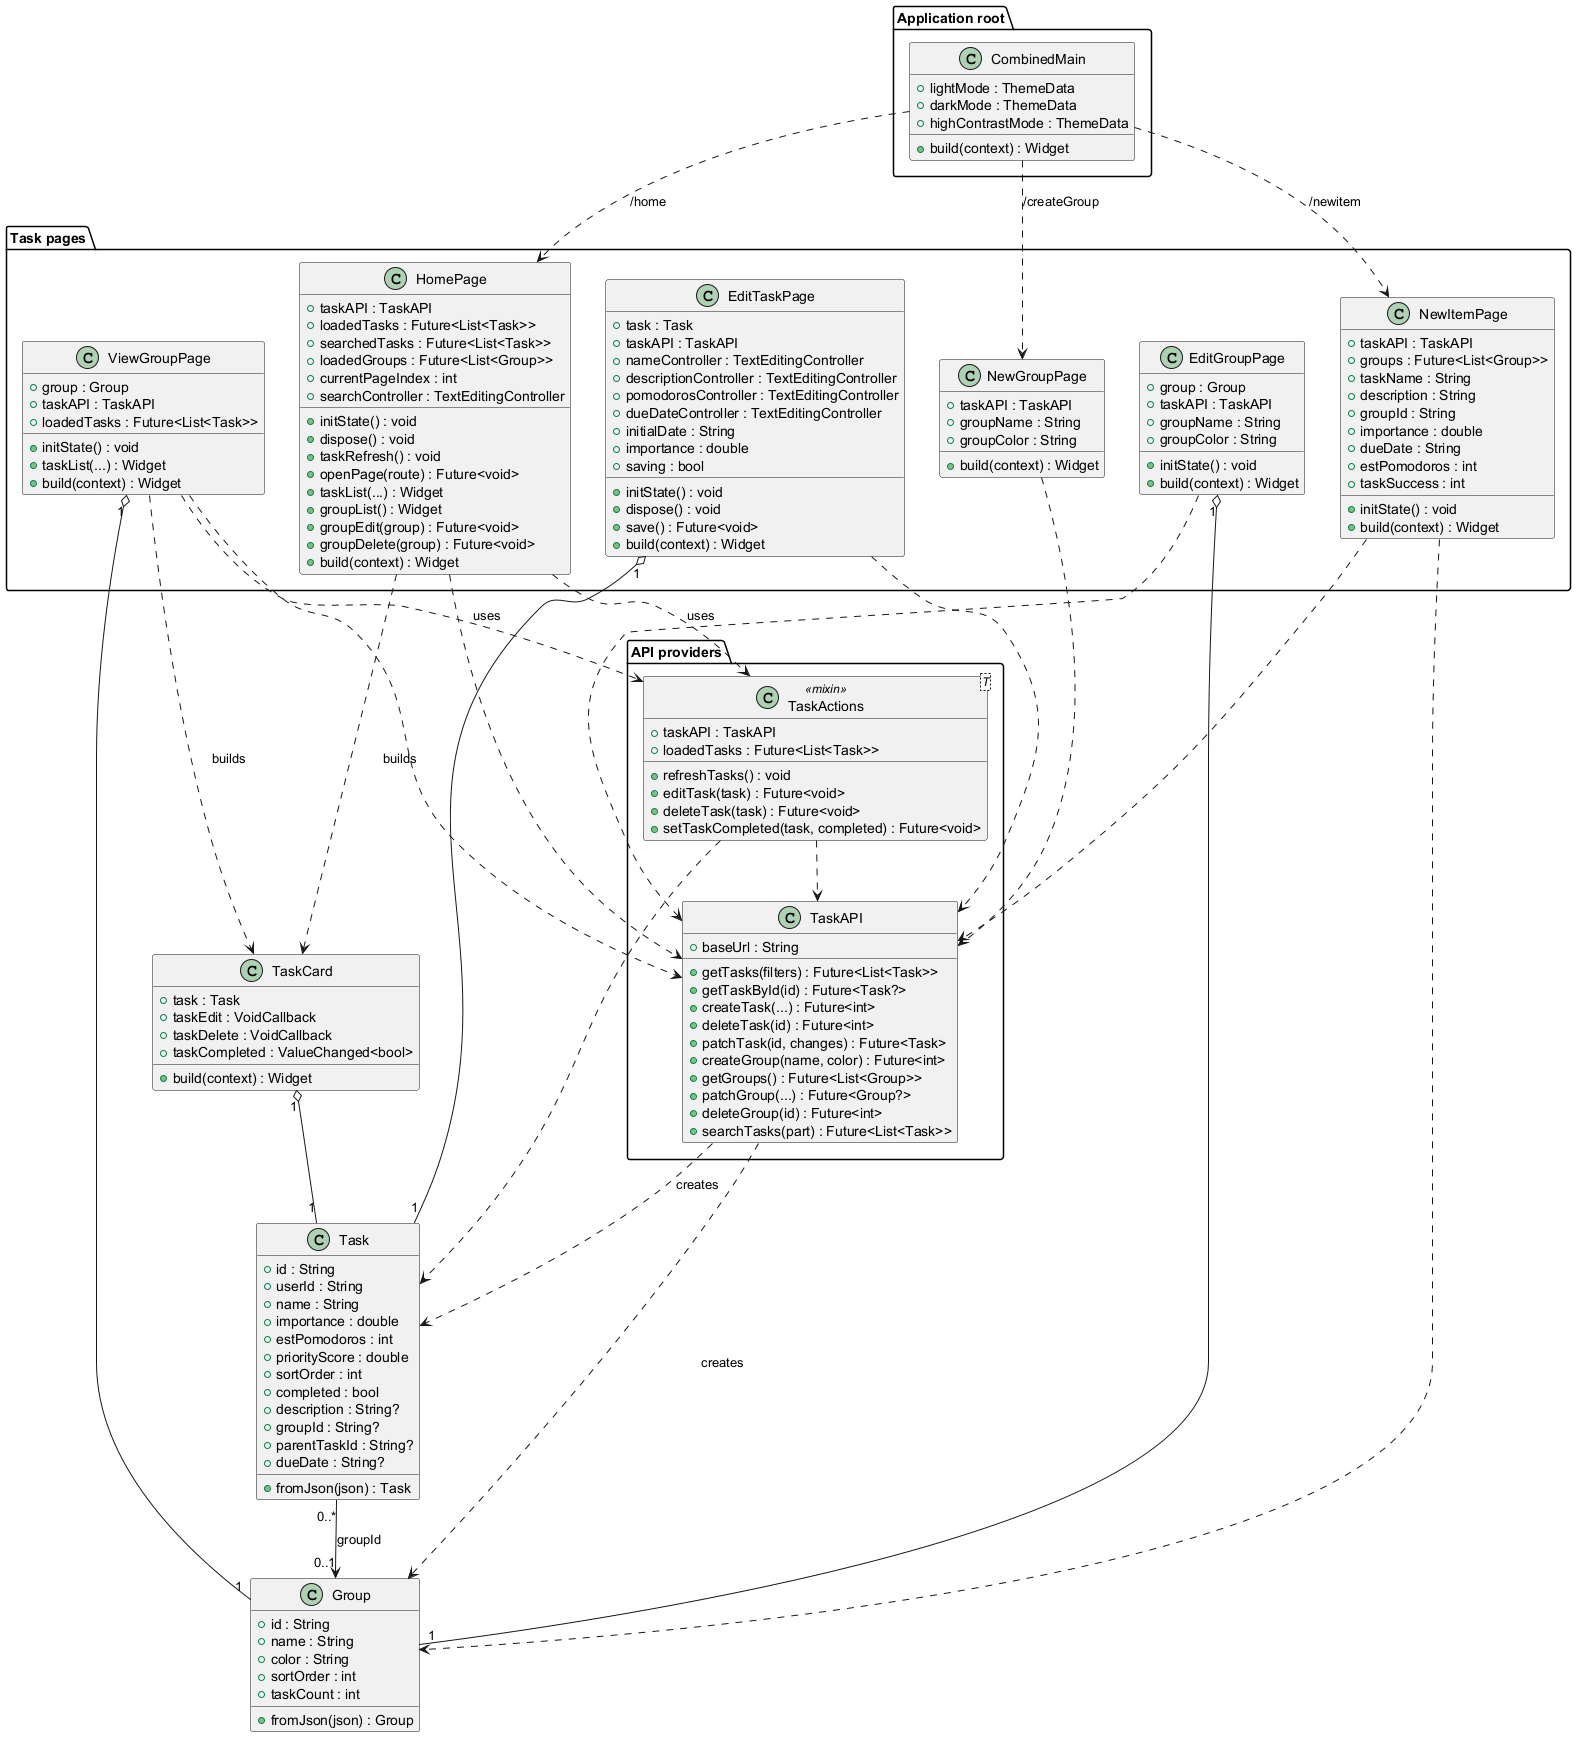 Application root
C CombinedMain
lightMode : ThemeData
darkMode : ThemeData
highContrastMode : ThemeData
build(context) : Widget
/home
/createGroup
/newitem
Task pages
C ViewGroupPage
group : Group
taskAPI : TaskAPI
loadedTasks : Future<List<Task>>
initState() : void
taskList(...) : Widget
build(context) : Widget
C HomePage
taskAPI : TaskAPI
loadedTasks : Future<List<Task>>
searchedTasks : Future<List<Task>>
loadedGroups : Future<List<Group>>
currentPageIndex : int
searchController : TextEditingController
initState() : void
dispose() : void
taskRefresh() : void
openPage(route) : Future<void>
taskList(...) : Widget
groupList() : Widget
groupEdit(group) : Future<void>
groupDelete(group) : Future<void>
build(context) : Widget
C EditTaskPage
task : Task
taskAPI : TaskAPI
nameController : TextEditingController
descriptionController : TextEditingController
pomodorosController : TextEditingController
dueDateController : TextEditingController
initialDate : String
importance : double
saving : bool
initState() : void
dispose() : void
save() : Future<void>
build(context) : Widget
C NewGroupPage
taskAPI : TaskAPI
groupName : String
groupColor : String
build(context) : Widget
C EditGroupPage
group : Group
taskAPI : TaskAPI
groupName : String
groupColor : String
initState() : void
build(context) : Widget
C NewItemPage
taskAPI : TaskAPI
groups : Future<List<Group>>
taskName : String
description : String
groupId : String
importance : double
dueDate : String
estPomodoros : int
taskSuccess : int
initState() : void
build(context) : Widget
1
1
1
uses
uses
API providers
C «mixin»
TaskActions
T
taskAPI : TaskAPI
loadedTasks : Future<List<Task>>
refreshTasks() : void
editTask(task) : Future<void>
deleteTask(task) : Future<void>
setTaskCompleted(task, completed) : Future<void>
builds
builds
C TaskAPI
baseUrl : String
getTasks(filters) : Future<List<Task>>
getTaskById(id) : Future<Task?>
createTask(...) : Future<int>
deleteTask(id) : Future<int>
patchTask(id, changes) : Future<Task>
createGroup(name, color) : Future<int>
getGroups() : Future<List<Group>>
patchGroup(...) : Future<Group?>
deleteGroup(id) : Future<int>
searchTasks(part) : Future<List<Task>>
C TaskCard
task : Task
taskEdit : VoidCallback
taskDelete : VoidCallback
taskCompleted : ValueChanged<bool>
build(context) : Widget
1
creates
1
1
C Task
id : String
userId : String
name : String
importance : double
estPomodoros : int
priorityScore : double
sortOrder : int
completed : bool
description : String?
groupId : String?
parentTaskId : String?
dueDate : String?
fromJson(json) : Task
creates
0..*
groupId
0..1
1
1
C Group
id : String
name : String
color : String
sortOrder : int
taskCount : int
fromJson(json) : Group